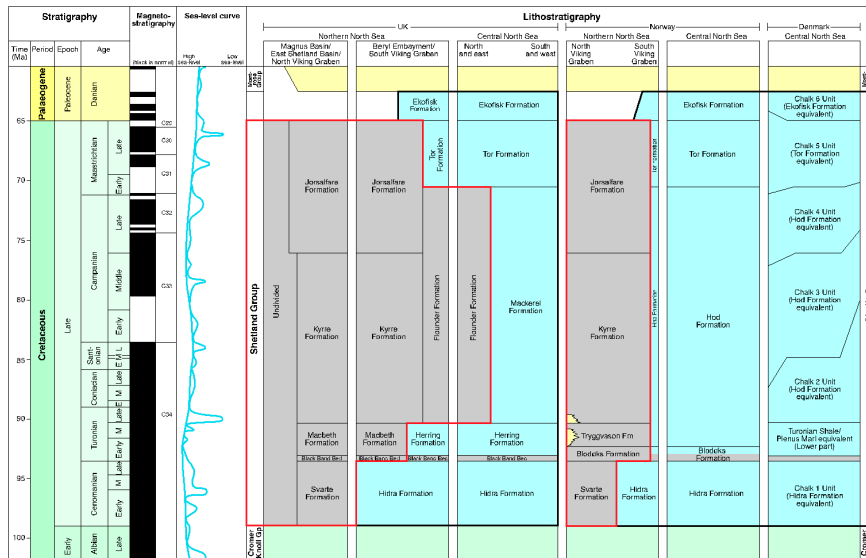 Stratigraphy
Magneto-
stratigraphy
Sea-level curve
Lithostratigraphy
UK
Norway
Denmark
Northern North Sea
Central North Sea
Northern North Sea
Central North Sea
Central North Sea
Time
(Ma)
Period
Epoch
Age
(black is normal)
High
sea-level
Low
sea-level
Magnus Basin/
East Shetland Basin/
North Viking Graben
Beryl Embayment/
South Viking Graben
North
and east
South
and west
North
Viking
Graben
South
Viking
Graben
65
70
75
80
85
90
95
100
Palaeogene
Cretaceous
Paleocene
Late
Early
Danian
Maastrichtian
Late
Early
Campanian
Late
Middle
Early
Sant-
onian
L
M
E
Coniacian
Late
M
E
Turonian
Late
M
Early
Cenomanian
Late
M
Early
Albian
Late
C29
C30
C31
C32
C33
C34
Shetland Group
Cromer
Knoll Gp
Undivided
Jorsalfare
Formation
Kyrre
Formation
Macbeth
Formation
Black Band Bed
Svarte
Formation
Ekofisk
Formation
Tor
Formation
Jorsalfare
Formation
Kyrre
Formation
Flounder Formation
Macbeth
Formation
Herring
Formation
Black Band Bed
Black Band Bed
Hidra Formation
Ekofisk Formation
Tor Formation
Flounder Formation
Mackerel
Formation
Herring
Formation
Black Band Bed
Jorsalfare
Formation
Kyrre
Formation
Tor Formation
Hod Formation
Tryggvason Fm
Blodøks Formation
Svarte
Formation
Hidra
Formation
Ekofisk Formation
Tor Formation
Hod
Formation
Blodøks
Formation
Hidra Formation
Chalk 6 Unit
(Ekofisk Formation
equivalent)
Chalk 5 Unit
(Tor Formation
equivalent)
Chalk 4 Unit
(Hod Formation
equivalent)
Chalk 3 Unit
(Hod Formation
equivalent)
Chalk 2 Unit
(Hod Formation
equivalent)
Turonian Shale/
Plenus Marl equivalent
(Lower part)
Chalk 1 Unit
(Hidra Formation
equivalent)